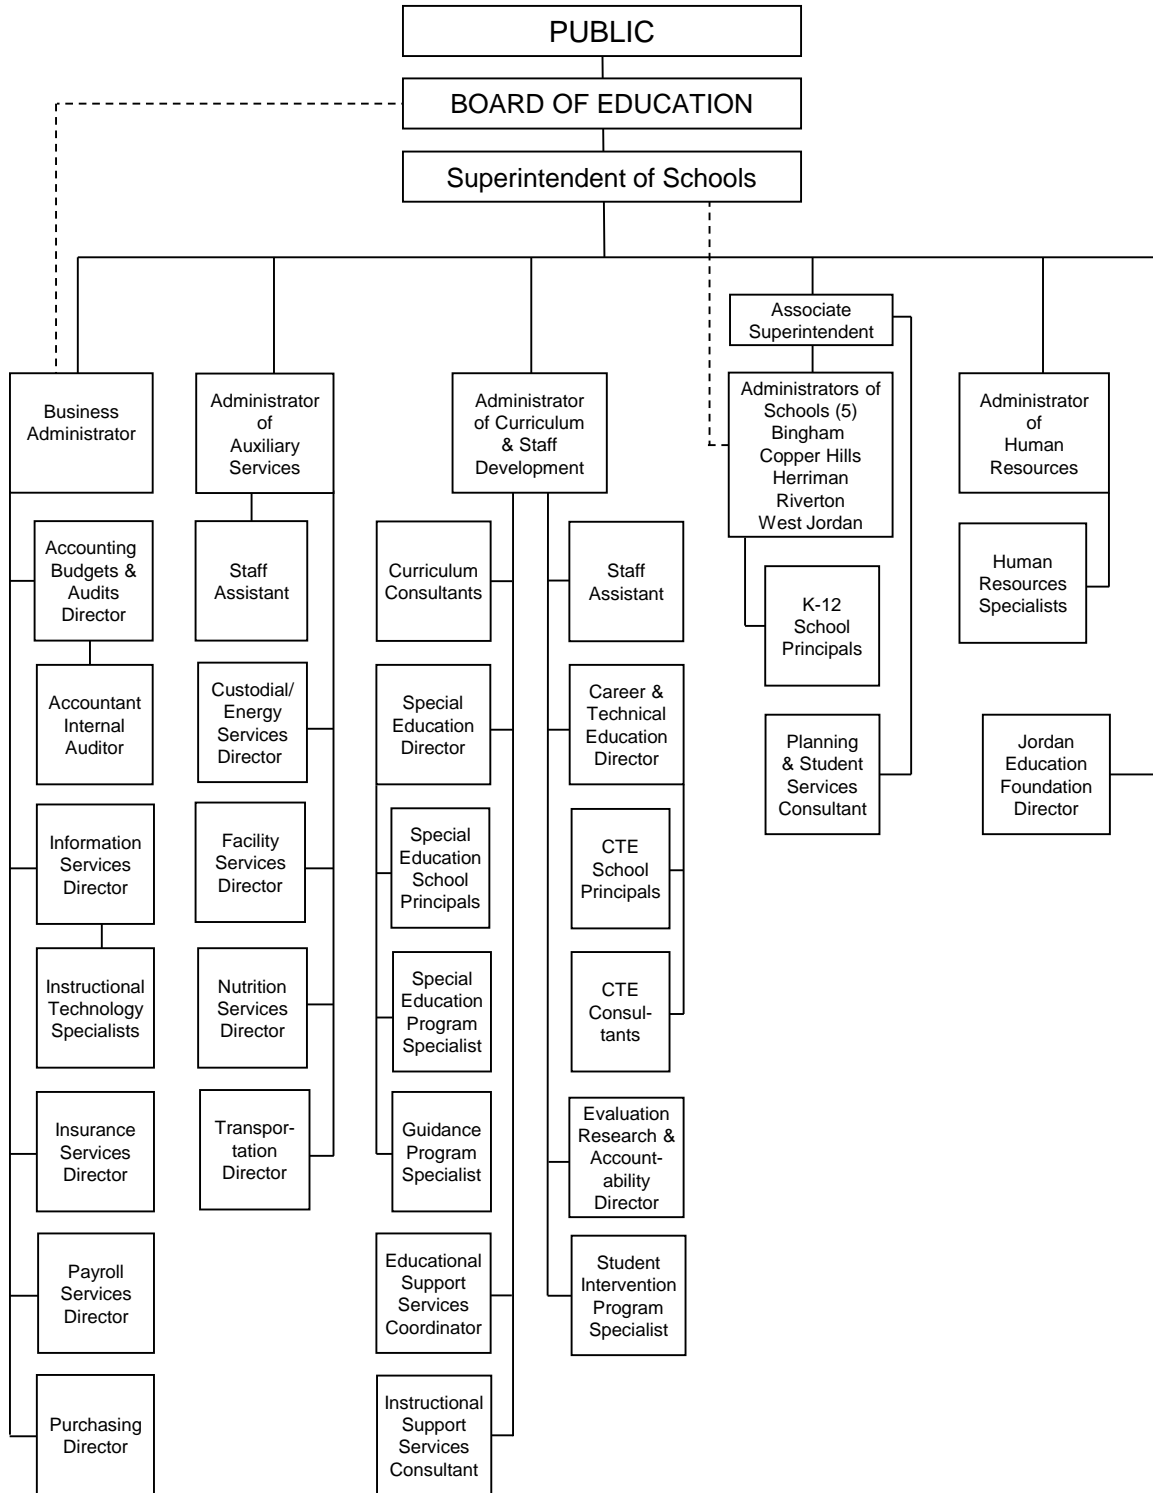 PUBLIC
BOARD OF EDUCATION
Superintendent of Schools
Associate
Superintendent
Business
Administrator
Administrator
of
Auxiliary
Services
Administrator
of Curriculum
& Staff
Development
Administrators of
Schools (5)
Bingham
Copper Hills
Herriman
Riverton
West Jordan
Administrator
of
Human
Resources
Accounting
Budgets &
Audits
Director
Staff
Assistant
Curriculum
Consultants
Staff
Assistant
K-12
School
Principals
Human
Resources
Specialists
Accountant
Internal
Auditor
Custodial/
Energy
Services
Director
Special
Education
Director
Career &
Technical
Education
Director
Planning
& Student
Services
Consultant
Jordan
Education
Foundation
Director
Information
Services
Director
Facility
Services
Director
Special
Education
School
Principals
CTE
School
Principals
Instructional
Technology
Specialists
Nutrition
Services
Director
Special
Education
Program
Specialist
CTE
Consul-
tants
Insurance
Services
Director
Transpor-
tation
Director
Guidance
Program
Specialist
Evaluation
Research &
Account-
ability
Director
Payroll
Services
Director
Educational
Support
Services
Coordinator
Student
Intervention
Program
Specialist
Purchasing
Director
Instructional
Support
Services
Consultant